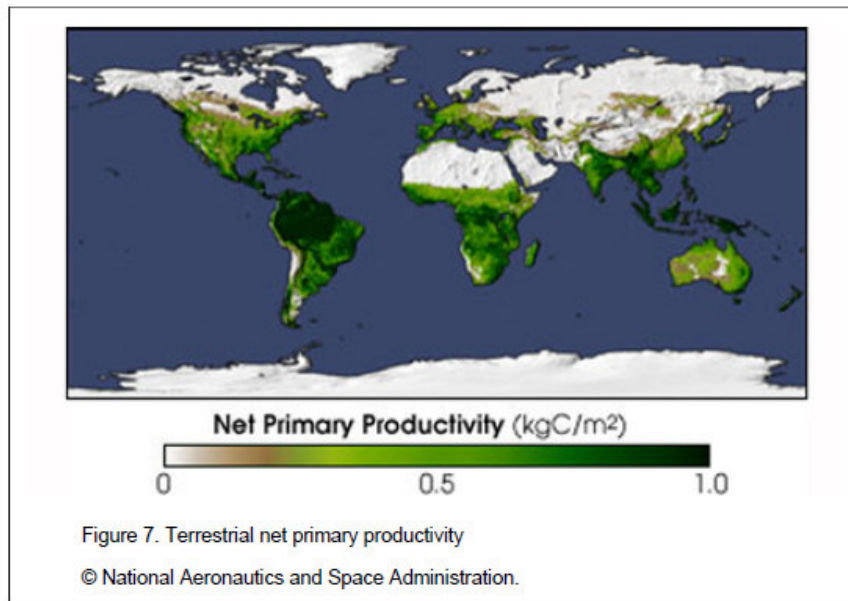 Net Primary Productivity (kgC/m²)
0 0.5 1.0
Figure 7. Terrestrial net primary productivity
© National Aeronautics and Space Administration.